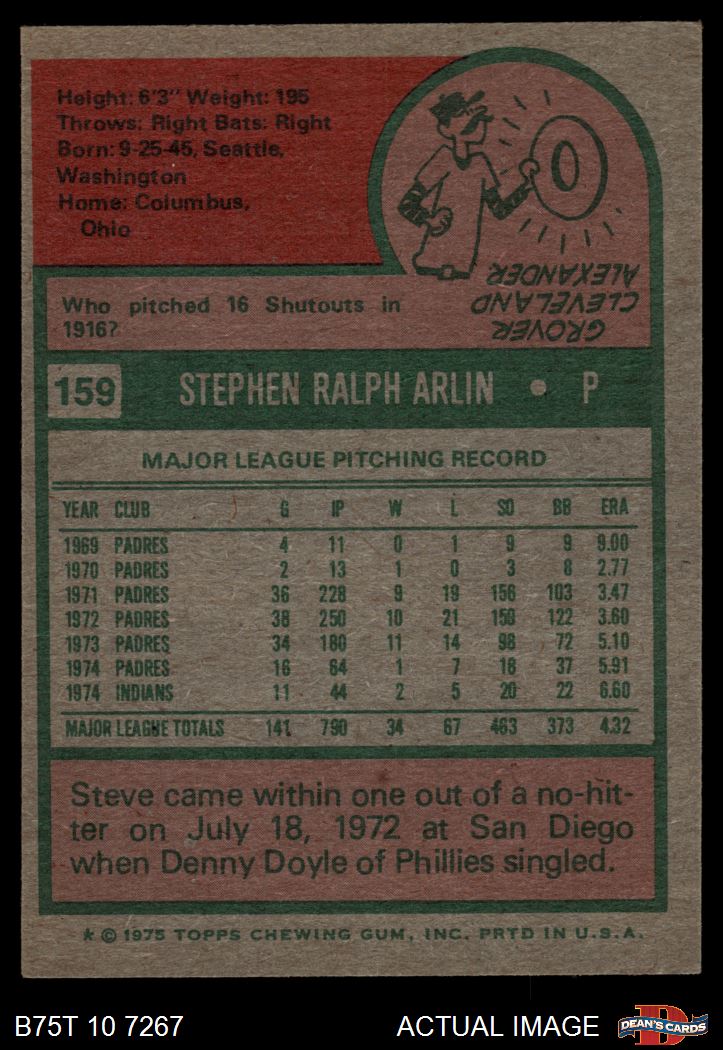 Height: 6'3" Weight: 195
Throws: Right Bats: Right
Born: 9-25-45, Seattle,
Washington
Home: Columbus,
Ohio
O
Who pitched 16 Shutouts in
1916?
GROVER
CLEVELAND
ALEXANDER
159 STEPHEN RALPH ARLIN • P
MAJOR LEAGUE PITCHING RECORD
YEAR CLUB G IP W L SO BB ERA
1969 PADRES 4 11 0 1 9 9 9.00
1970 PADRES 2 13 1 0 3 8 2.77
1971 PADRES 36 228 9 19 156 103 3.47
1972 PADRES 38 250 10 21 159 122 3.60
1973 PADRES 34 180 11 14 98 72 5.10
1974 PADRES 16 64 1 7 18 37 5.91
1974 INDIANS 11 44 2 5 20 22 6.60
MAJOR LEAGUE TOTALS 141 790 34 67 463 373 4.32
Steve came within one out of a no-hit-
ter on July 18, 1972 at San Diego
when Denny Doyle of Phillies singled.
* © 1975 TOPPS CHEWING GUM, INC. PRTD IN U.S.A.
B75T 10 7267 ACTUAL IMAGE D DEAN'S CARDS